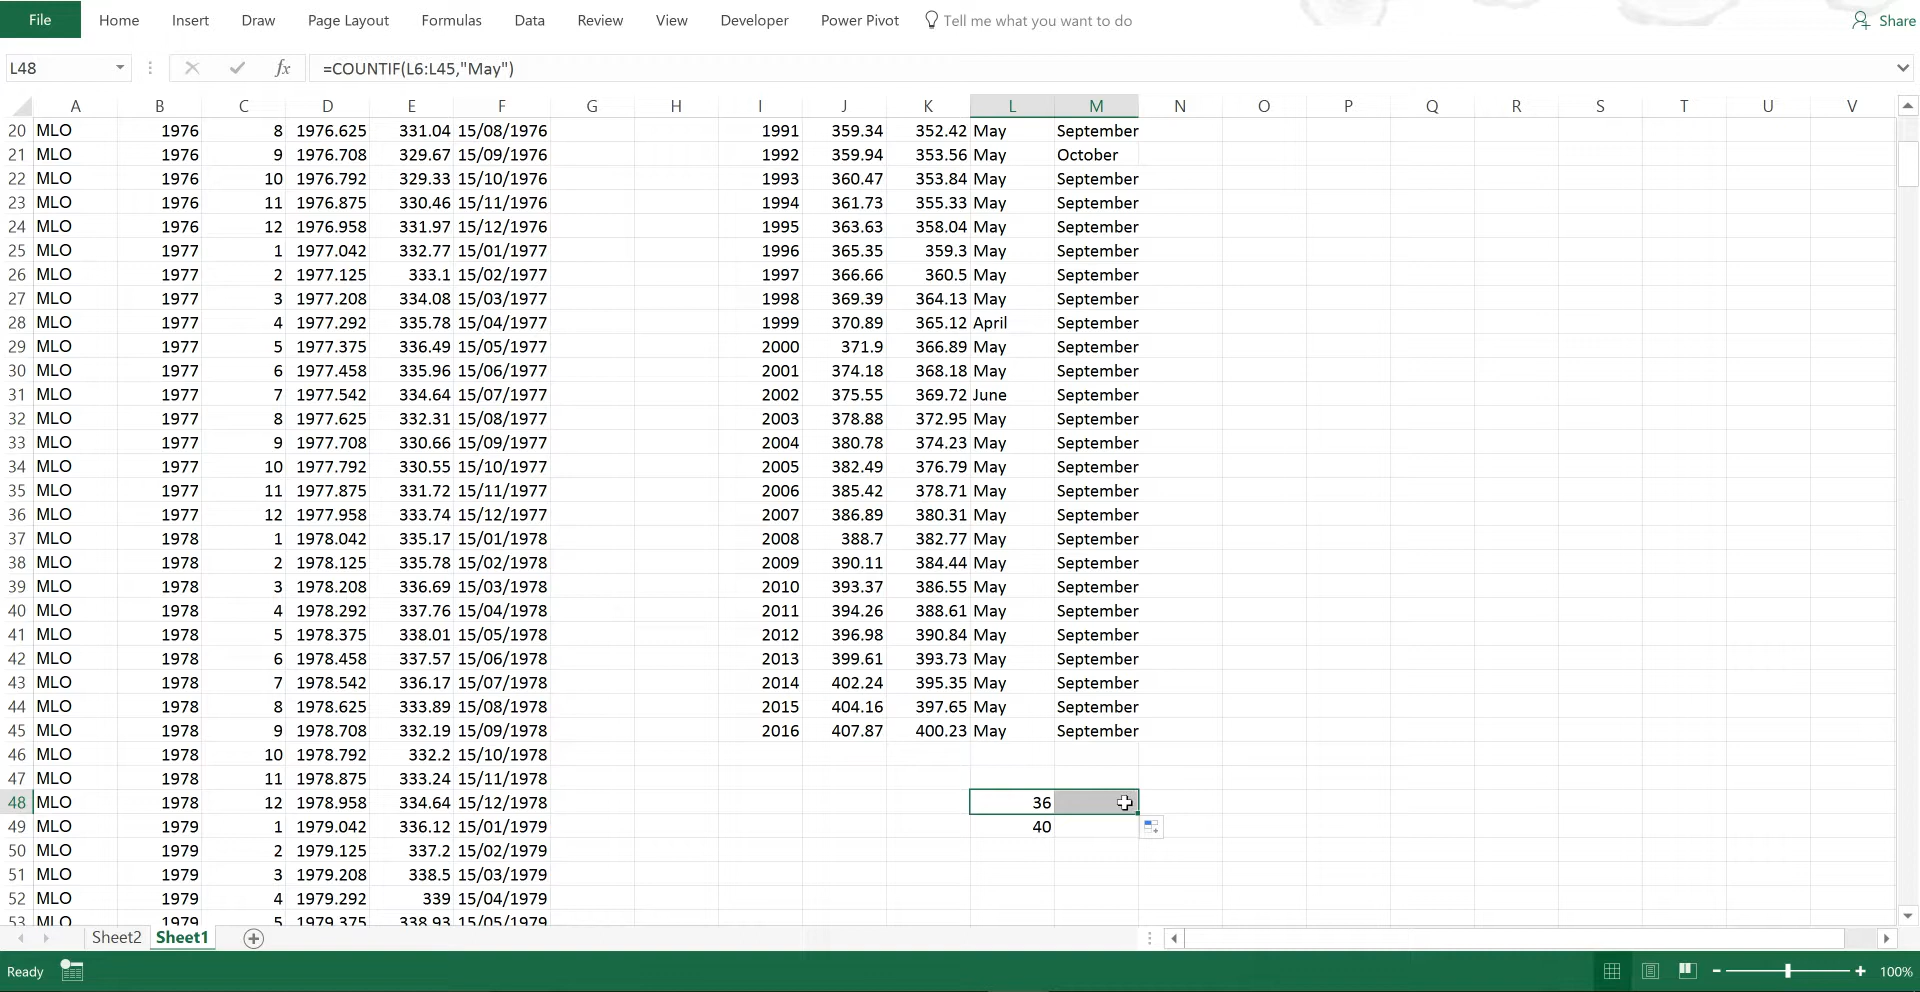 File Home Insert Draw Page Layout Formulas Data Review View Developer Power Pivot Tell me what you want to do Share
L48 fx =COUNTIF(L6:L45,"May")
A B C D E F G H I J K L M N O P Q R S T U V
20 MLO 1976 8 1976.625 331.04 15/08/1976 1991 359.34 352.42 May September
21 MLO 1976 9 1976.708 329.67 15/09/1976 1992 359.94 353.56 May October
22 MLO 1976 10 1976.792 329.33 15/10/1976 1993 360.47 353.84 May September
23 MLO 1976 11 1976.875 330.46 15/11/1976 1994 361.73 355.33 May September
24 MLO 1976 12 1976.958 331.97 15/12/1976 1995 363.63 358.04 May September
25 MLO 1977 1 1977.042 332.77 15/01/1977 1996 365.35 359.3 May September
26 MLO 1977 2 1977.125 333.1 15/02/1977 1997 366.66 360.5 May September
27 MLO 1977 3 1977.208 334.08 15/03/1977 1998 369.39 364.13 May September
28 MLO 1977 4 1977.292 335.78 15/04/1977 1999 370.89 365.12 April September
29 MLO 1977 5 1977.375 336.49 15/05/1977 2000 371.9 366.89 May September
30 MLO 1977 6 1977.458 335.96 15/06/1977 2001 374.18 368.18 May September
31 MLO 1977 7 1977.542 334.64 15/07/1977 2002 375.55 369.72 June September
32 MLO 1977 8 1977.625 332.31 15/08/1977 2003 378.88 372.95 May September
33 MLO 1977 9 1977.708 330.66 15/09/1977 2004 380.78 374.23 May September
34 MLO 1977 10 1977.792 330.55 15/10/1977 2005 382.49 376.79 May September
35 MLO 1977 11 1977.875 331.72 15/11/1977 2006 385.42 378.71 May September
36 MLO 1977 12 1977.958 333.74 15/12/1977 2007 386.89 380.31 May September
37 MLO 1978 1 1978.042 335.17 15/01/1978 2008 388.7 382.77 May September
38 MLO 1978 2 1978.125 335.78 15/02/1978 2009 390.11 384.44 May September
39 MLO 1978 3 1978.208 336.69 15/03/1978 2010 393.37 386.55 May September
40 MLO 1978 4 1978.292 337.76 15/04/1978 2011 394.26 388.61 May September
41 MLO 1978 5 1978.375 338.01 15/05/1978 2012 396.98 390.84 May September
42 MLO 1978 6 1978.458 337.57 15/06/1978 2013 399.61 393.73 May September
43 MLO 1978 7 1978.542 336.17 15/07/1978 2014 402.24 395.35 May September
44 MLO 1978 8 1978.625 333.89 15/08/1978 2015 404.16 397.65 May September
45 MLO 1978 9 1978.708 332.19 15/09/1978 2016 407.87 400.23 May September
46 MLO 1978 10 1978.792 332.2 15/10/1978
47 MLO 1978 11 1978.875 333.24 15/11/1978
48 MLO 1978 12 1978.958 334.64 15/12/1978 36
49 MLO 1979 1 1979.042 336.12 15/01/1979 40
50 MLO 1979 2 1979.125 337.2 15/02/1979
51 MLO 1979 3 1979.208 338.5 15/03/1979
52 MLO 1979 4 1979.292 339 15/04/1979
53 MLO 1979 5 1979.375 338.93 15/05/1979
Sheet2 Sheet1
Ready 100%